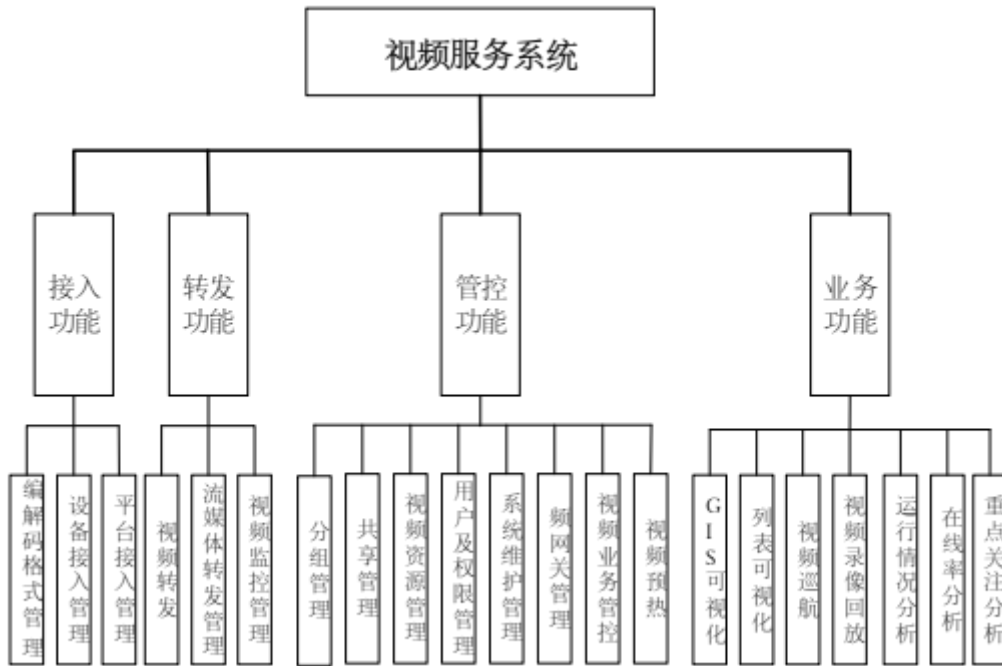 视频服务系统
接入
功能
转发
功能
管控
功能
业务
功能
编解码格式管理
设备接入管理
平台接入管理
视频转发
流媒体转发管理
视频监控管理
分组管理
共享管理
视频资源管理
用户及权限管理
系统维护管理
频网关管理
视频业务管控
视频预热
GIS可视化
列表可视化
视频巡航
视频录像回放
运行情况分析
在线率分析
重点关注分析